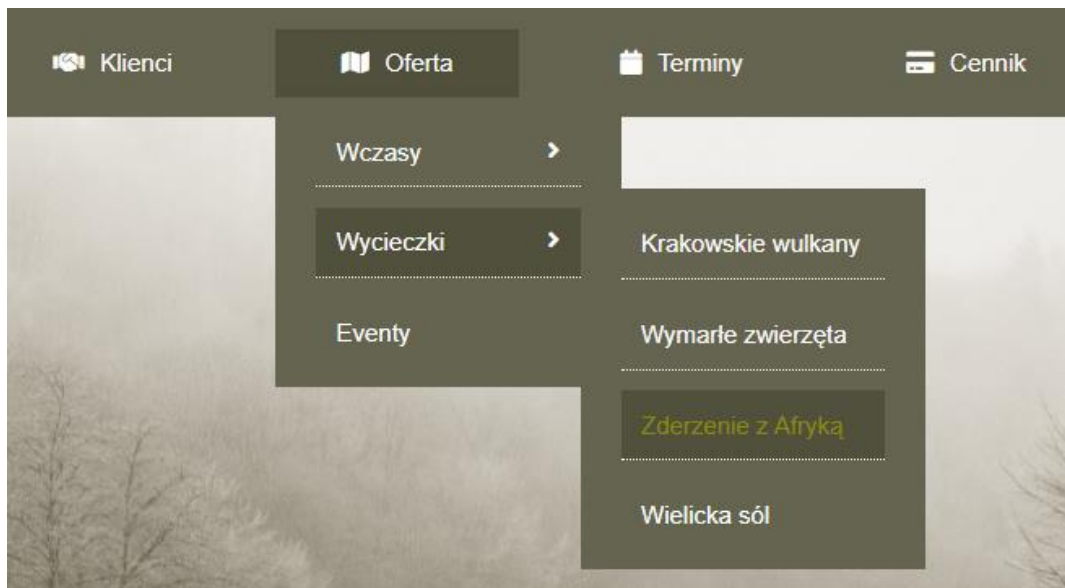 Klienci
Oferta
Terminy
Cennik
Wczasy
Wycieczki
Eventy
Krakowskie wulkany
Wymarłe zwierzęta
Zderzenie z Afryką
Wielicka sól